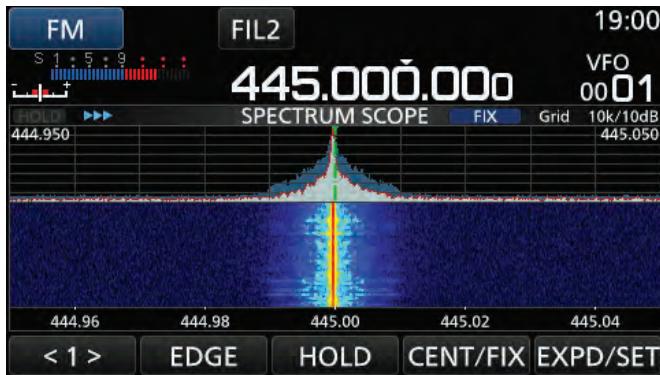 FM FIL2 19:00
S 1 : 5 : 9 : : :
- + 445.000.000 VFO 00 01
HOLD SPECTRUM SCOPE FIX Grid 10k/10dB
444.950 445.050
444.96 444.98 445.00 445.02 445.04
< 1 > EDGE HOLD CENT/FIX EXPD/SET